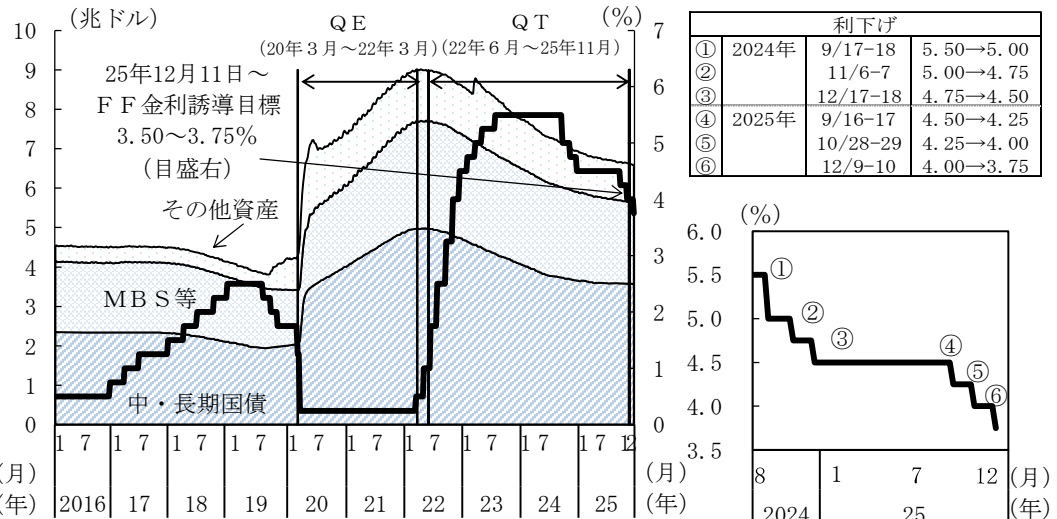 （兆ドル）
ＱＥ
（20年３月～22年３月）
ＱＴ
（22年６月～25年11月）
(%)
10
9
8
7
6
5
4
3
2
1
0
7
6
5
4
3
2
1
0
25年12月11日～
ＦＦ金利誘導目標
3.50～3.75%
(目盛右)
その他資産
ＭＢＳ等
中・長期国債
1 7 1 7 1 7 1 7 1 7 1 7 1 7 1 7 1 7 1 7 12
(月)
(月)
(年) 2016 17 18 19 20 21 22 23 24 25 (年)
利下げ
① 2024年 9/17-18 5.50→5.00
② 11/6-7 5.00→4.75
③ 12/17-18 4.75→4.50
④ 2025年 9/16-17 4.50→4.25
⑤ 10/28-29 4.25→4.00
⑥ 12/9-10 4.00→3.75
(%)
6.0
5.5
5.0
4.5
4.0
3.5
①
②
③
④
⑤
⑥
8 1 7 12 (月)
2024 25 (年)